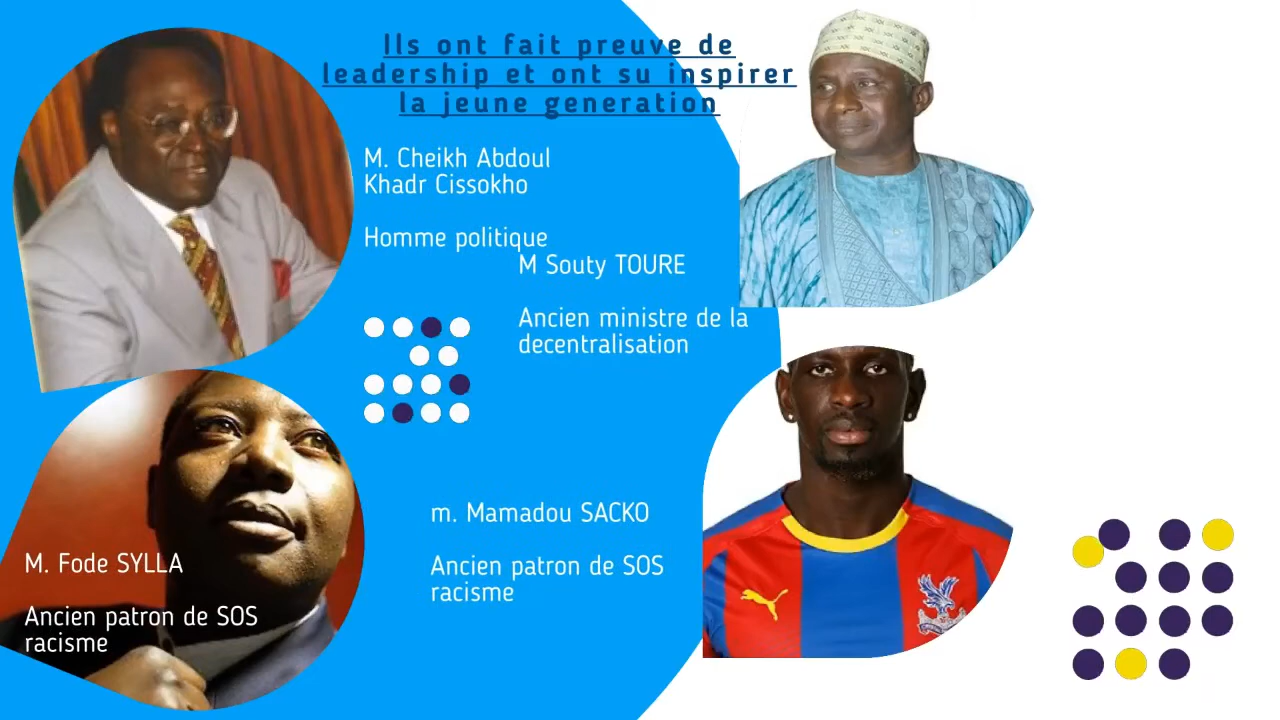 Ils ont fait preuve de
leadership et ont su inspirer
la jeune generation
M. Cheikh Abdoul
Khadr Cissokho
Homme politique
M Souty TOURE
Ancien ministre de la
decentralisation
m. Mamadou SACKO
Ancien patron de SOS
racisme
M. Fode SYLLA
Ancien patron de SOS
racisme